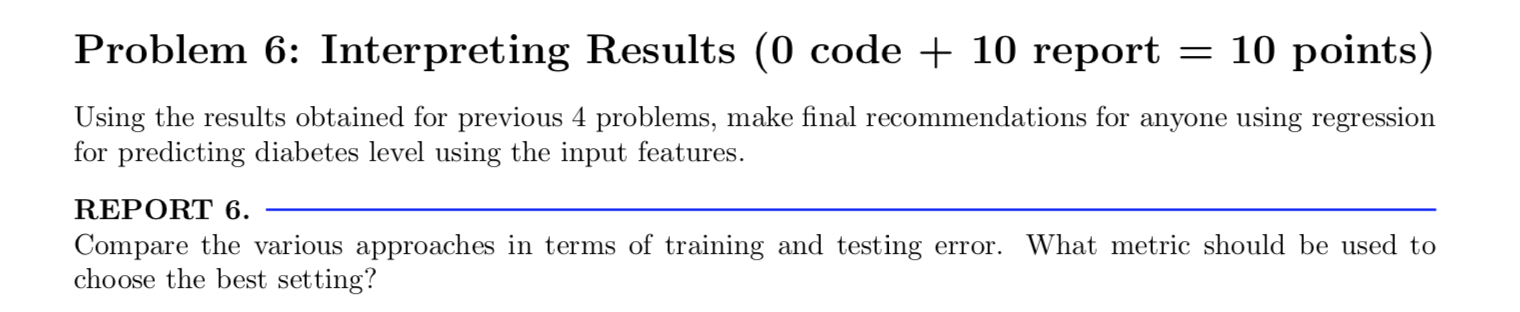 Problem 6: Interpreting Results (0 code + 10 report = 10 points)
Using the results obtained for previous 4 problems, make final recommendations for anyone using regression
for predicting diabetes level using the input features.
REPORT 6.
Compare the various approaches in terms of training and testing error. What metric should be used to
choose the best setting?